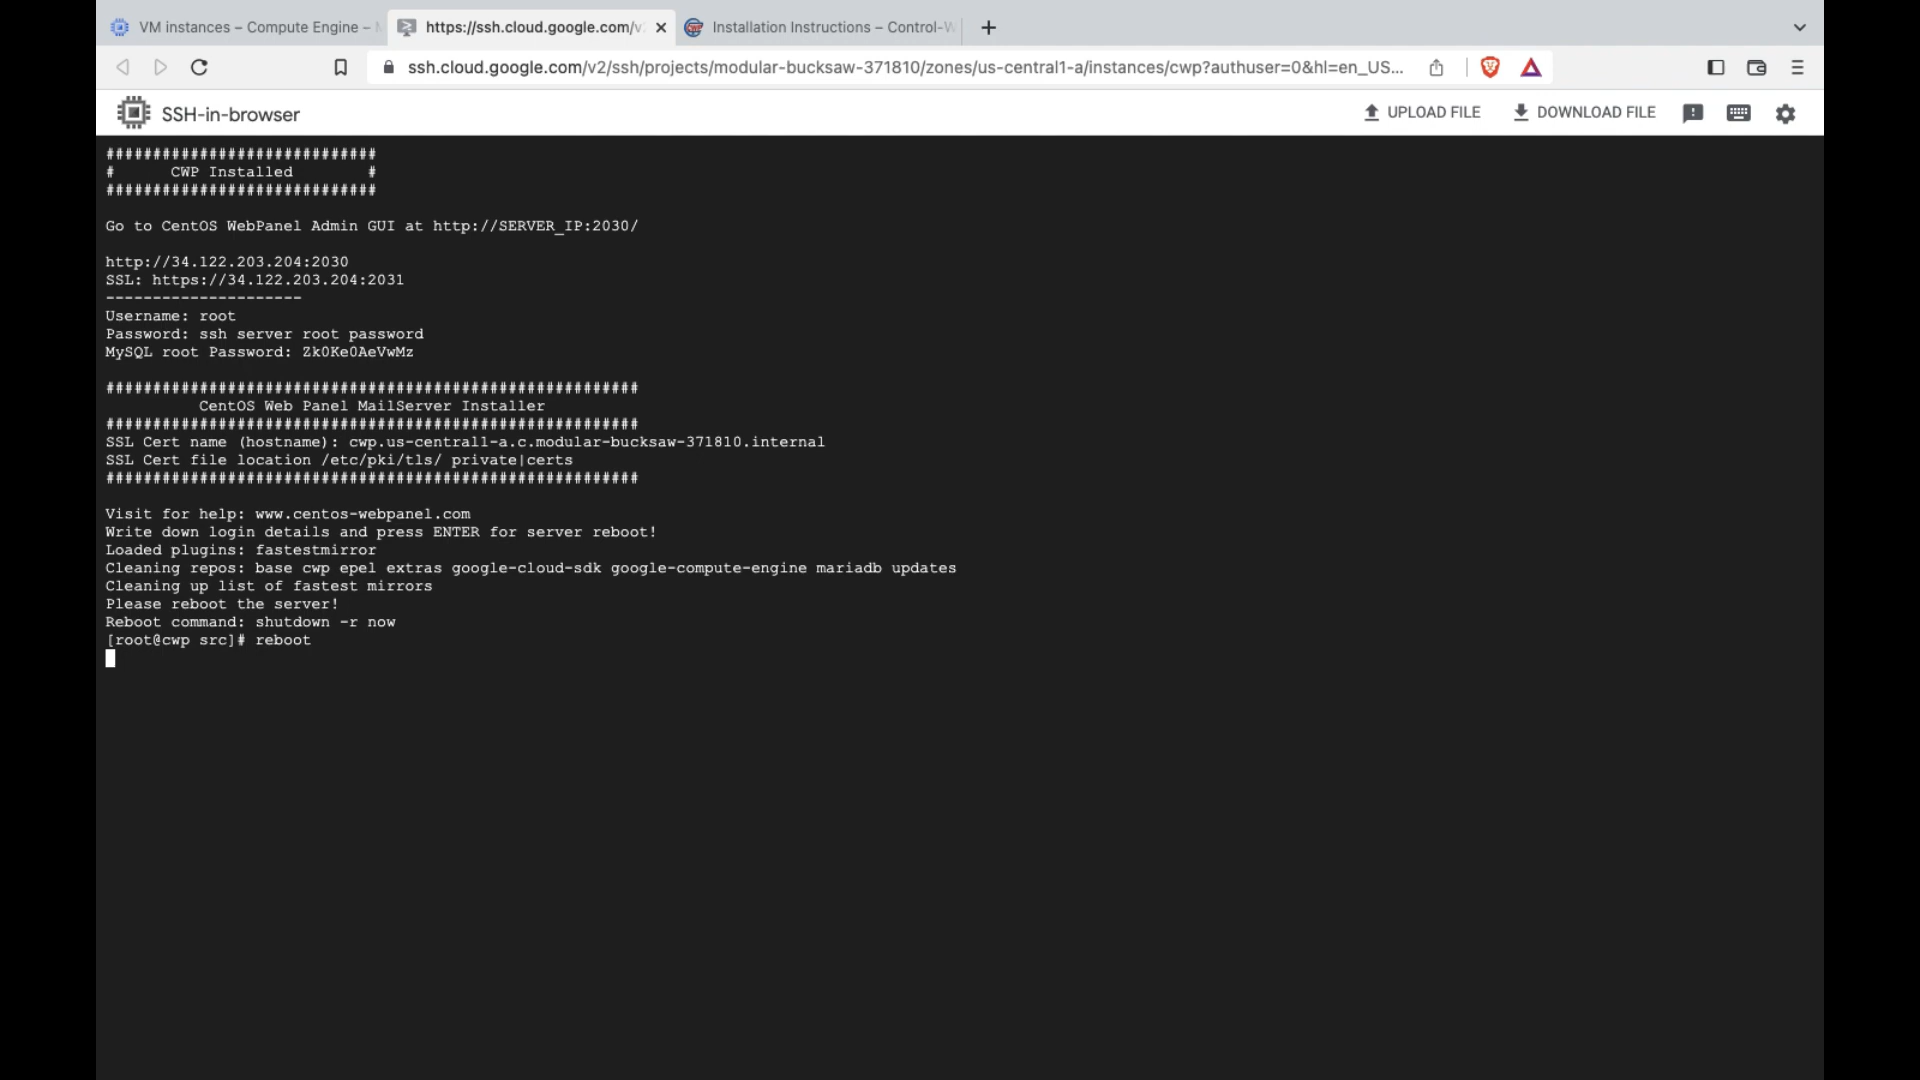 VM instances – Compute Engine –
https://ssh.cloud.google.com/v
Installation Instructions – Control-W
ssh.cloud.google.com/v2/ssh/projects/modular-bucksaw-371810/zones/us-central1-a/instances/cwp?authuser=0&hl=en_US...
SSH-in-browser
UPLOAD FILE
DOWNLOAD FILE
#############################
# CWP Installed #
#############################
Go to CentOS WebPanel Admin GUI at http://SERVER_IP:2030/
http://34.122.203.204:2030
SSL: https://34.122.203.204:2031
---------------------
Username: root
Password: ssh server root password
MySQL root Password: Zk0Ke0AeVwMz
#########################################################
CentOS Web Panel MailServer Installer
#########################################################
SSL Cert name (hostname): cwp.us-central1-a.c.modular-bucksaw-371810.internal
SSL Cert file location /etc/pki/tls/ private|certs
#########################################################
Visit for help: www.centos-webpanel.com
Write down login details and press ENTER for server reboot!
Loaded plugins: fastestmirror
Cleaning repos: base cwp epel extras google-cloud-sdk google-compute-engine mariadb updates
Cleaning up list of fastest mirrors
Please reboot the server!
Reboot command: shutdown -r now
[root@cwp src]# reboot